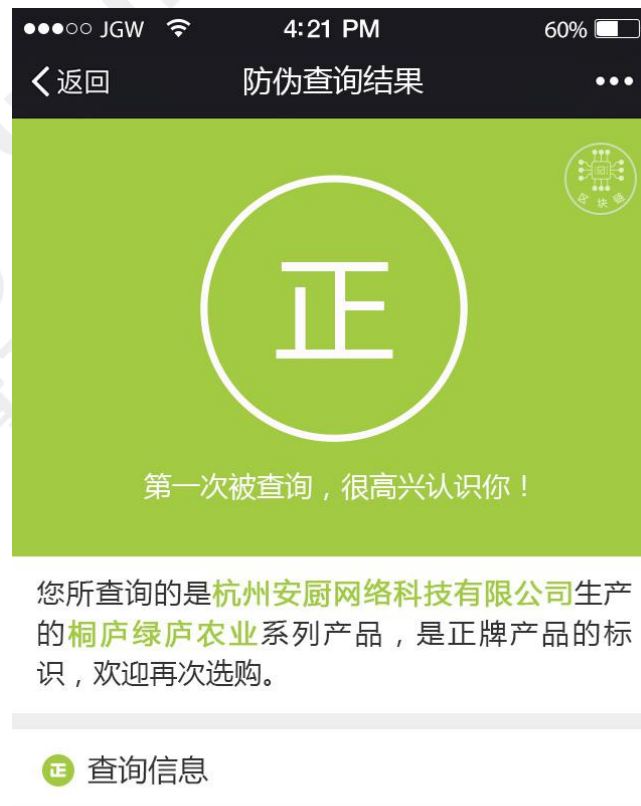 JGW 4:21 PM 60%
返回 防伪查询结果
区块链
正
第一次被查询，很高兴认识你！
您所查询的是杭州安厨网络科技有限公司生产
的桐庐绿庐农业系列产品，是正牌产品的标
识，欢迎再次选购。
正 查询信息